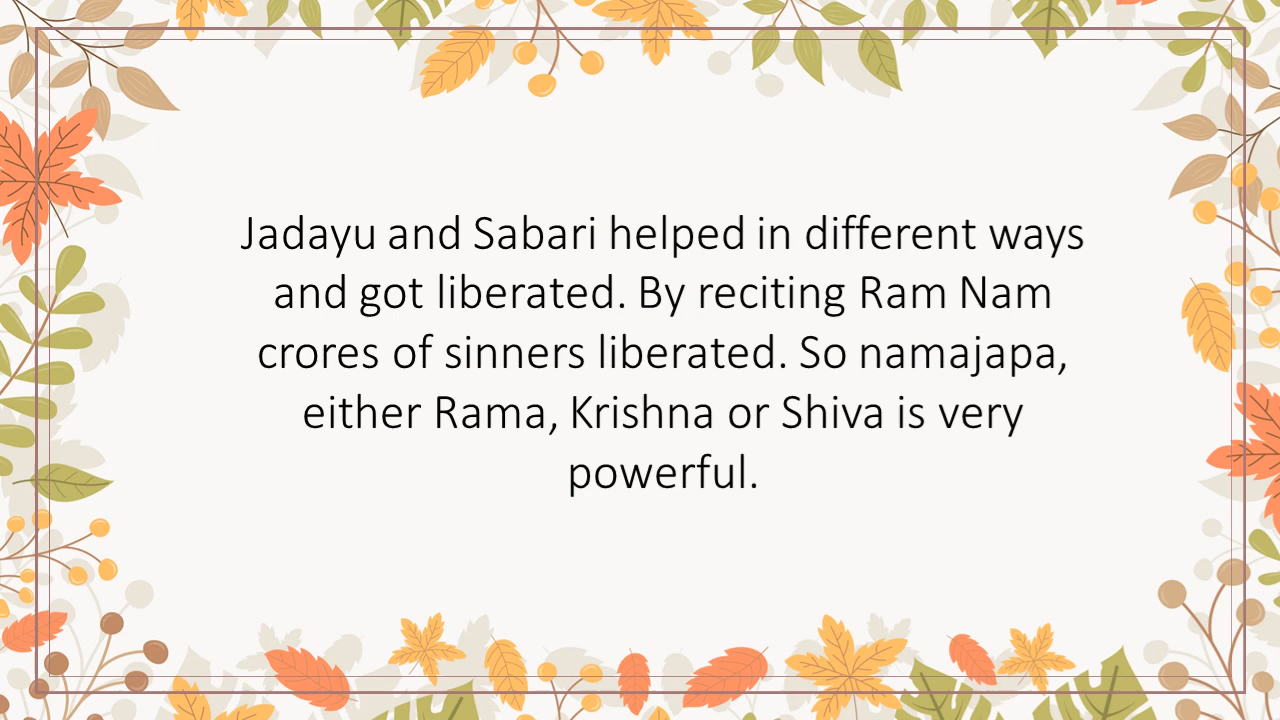 Jadayu and Sabari helped in different ways
and got liberated. By reciting Ram Nam
crores of sinners liberated. So namajapa,
either Rama, Krishna or Shiva is very
powerful.